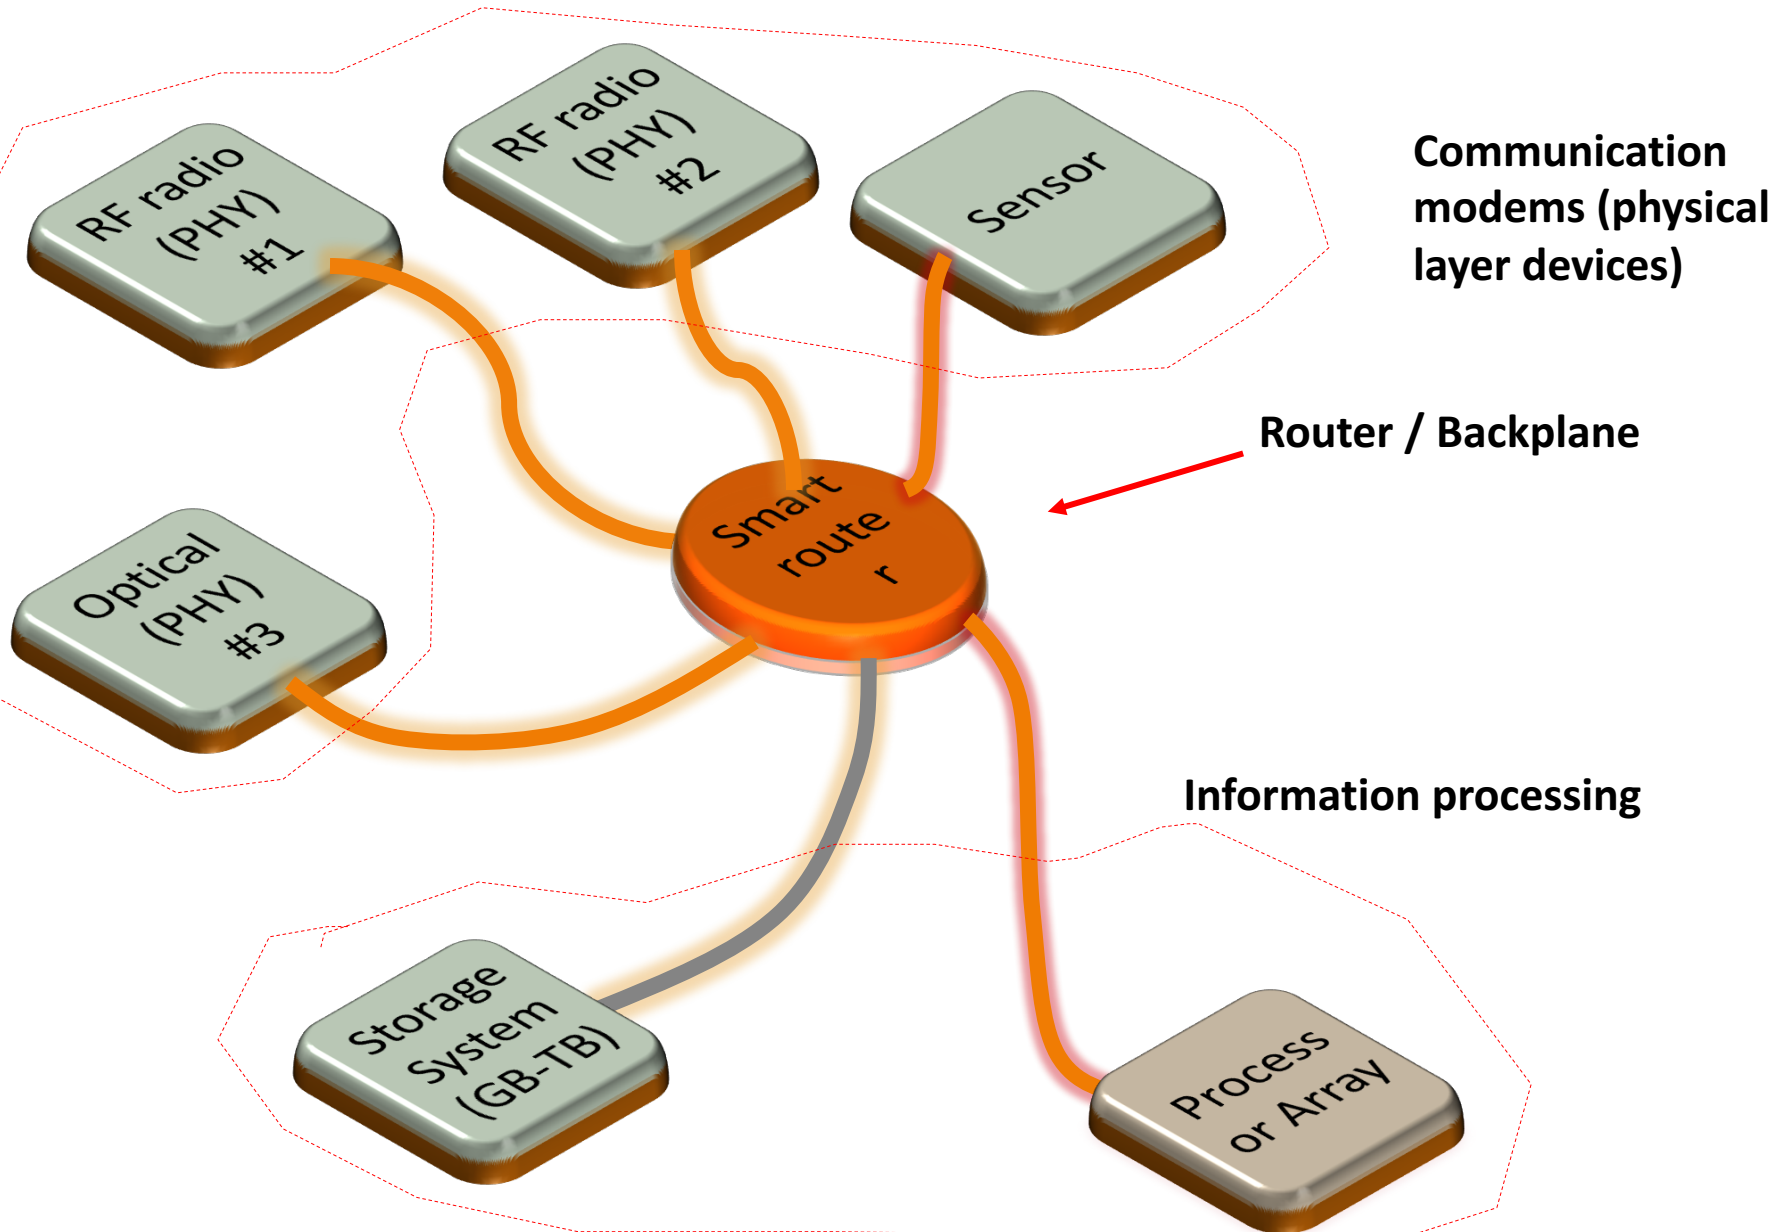 RF radio
(PHY)
#1
RF radio
(PHY)
#2
Sensor
Communication
modems (physical
layer devices)
Router / Backplane
Smart
route
r
Optical
(PHY)
#3
Information processing
Storage
System
(GB-TB)
Process
or Array